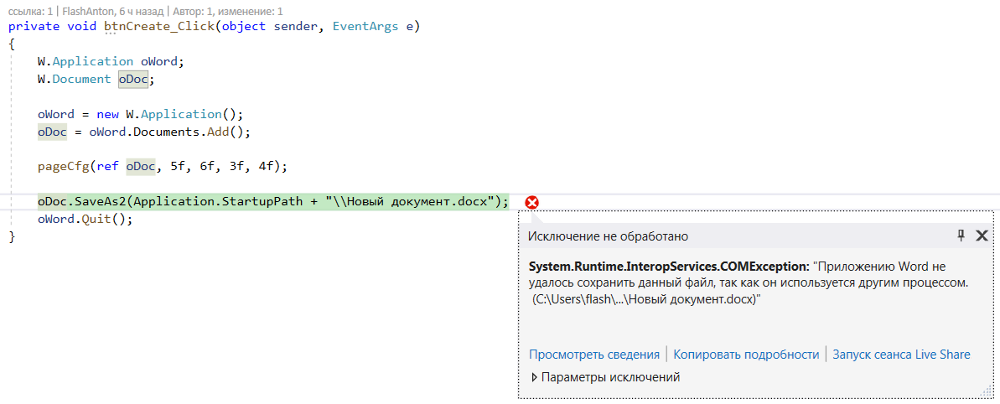 ссылка: 1 | FlashAnton, 6 ч назад | Автор: 1, изменение: 1
private void btnCreate_Click(object sender, EventArgs e)
{
W.Application oWord;
W.Document oDoc;
oWord = new W.Application();
oDoc = oWord.Documents.Add();
pageCfg(ref oDoc, 5f, 6f, 3f, 4f);
oDoc.SaveAs2(Application.StartupPath + "\\Новый документ.docx");
oWord.Quit();
}
Исключение не обработано
System.Runtime.InteropServices.COMException: "Приложению Word не
удалось сохранить данный файл, так как он используется другим процессом.
(C:\Users\flash\...\Новый документ.docx)"
Просмотреть сведения | Копировать подробности | Запуск сеанса Live Share
Параметры исключений